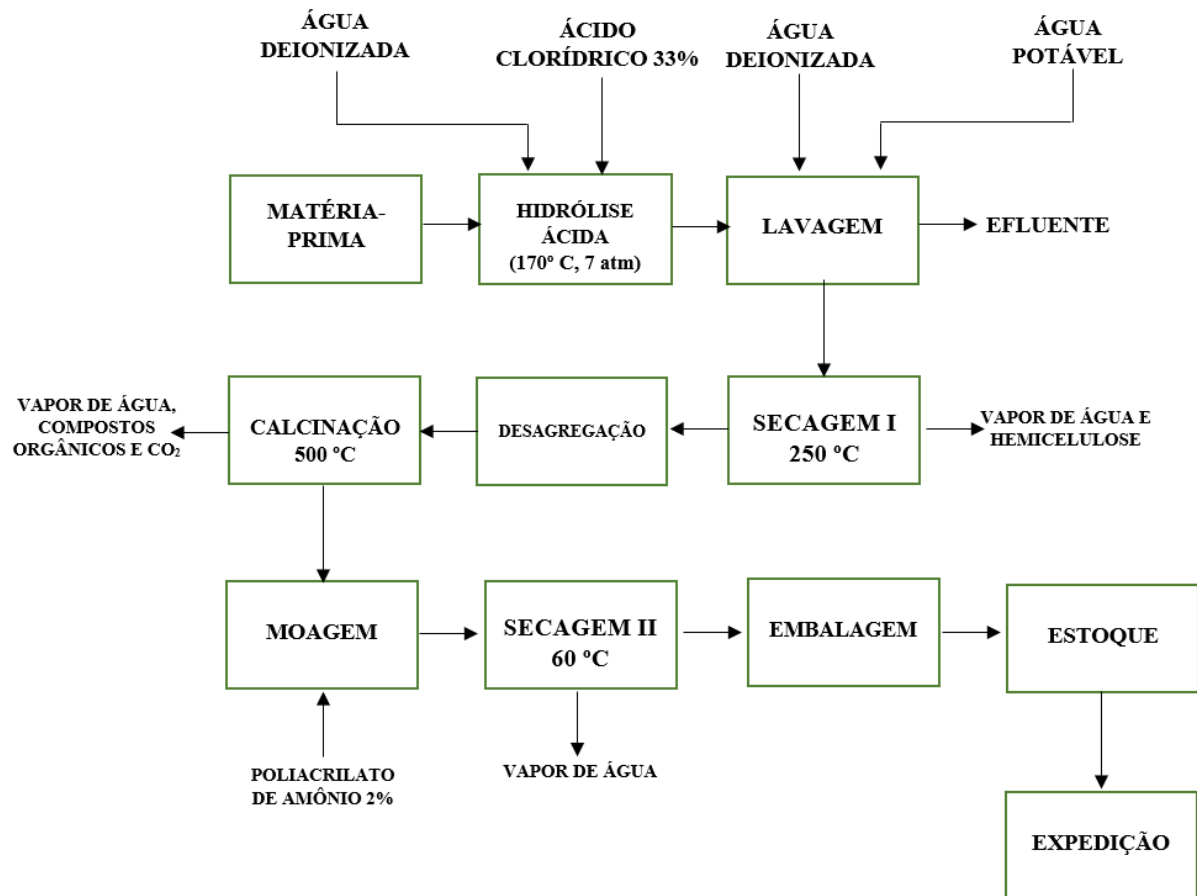 ÁGUA
DEIONIZADA
ÁCIDO
CLORÍDRICO 33%
ÁGUA
DEIONIZADA
ÁGUA
POTÁVEL
MATÉRIA-
PRIMA
HIDRÓLISE
ÁCIDA
(170º C, 7 atm)
LAVAGEM
EFLUENTE
VAPOR DE ÁGUA,
COMPOSTOS
ORGÂNICOS E CO₂
CALCINAÇÃO
500 ºC
DESAGREGAÇÃO
SECAGEM I
250 ºC
VAPOR DE ÁGUA E
HEMICELULOSE
MOAGEM
SECAGEM II
60 ºC
EMBALAGEM
ESTOQUE
POLIACRILATO
DE AMÔNIO 2%
VAPOR DE ÁGUA
EXPEDIÇÃO